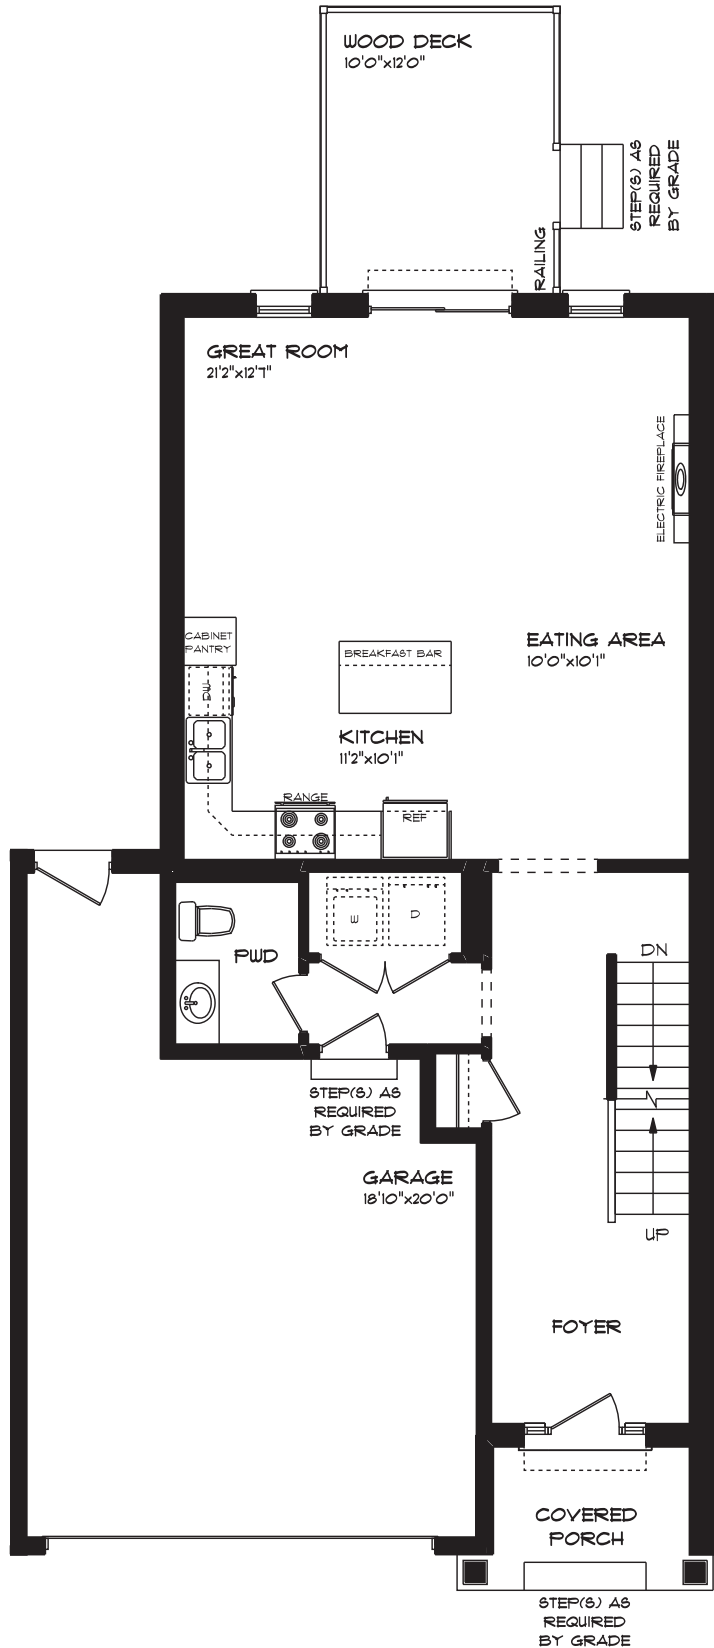 WOOD DECK
10'0"x12'0"
STEP(S) AS
REQUIRED
BY GRADE
RAILING
GREAT ROOM
21'2"x12'7"
ELECTRIC FIREPLACE
CABINET
PANTRY
DW
BREAKFAST BAR
EATING AREA
10'0"x10'1"
KITCHEN
11'2"x10'1"
RANGE
REF
W
D
PWD
DN
STEP(S) AS
REQUIRED
BY GRADE
GARAGE
18'10"x20'0"
UP
FOYER
COVERED
PORCH
STEP(S) AS
REQUIRED
BY GRADE